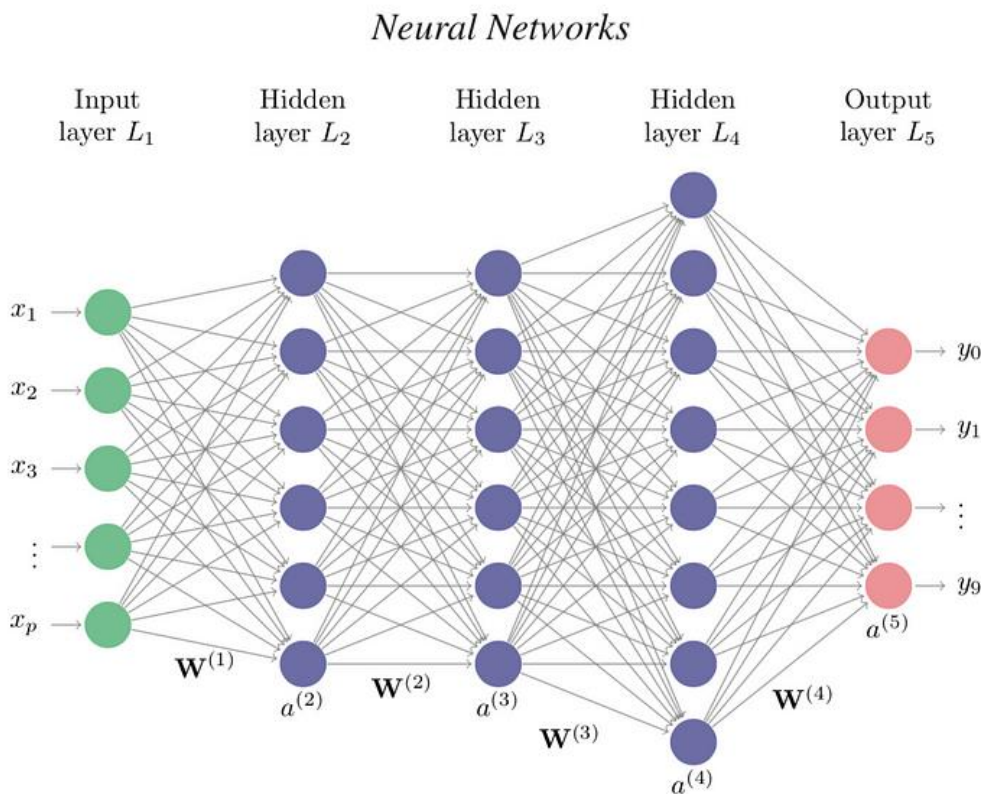 Neural Networks
Input
layer L₁
Hidden
layer L₂
Hidden
layer L₃
Hidden
layer L₄
Output
layer L₅
x₁
x₂
x₃
⋮
xₚ
y₀
y₁
⋮
y₉
W⁽¹⁾
a⁽²⁾
W⁽²⁾
a⁽³⁾
W⁽³⁾
a⁽⁴⁾
W⁽⁴⁾
a⁽⁵⁾